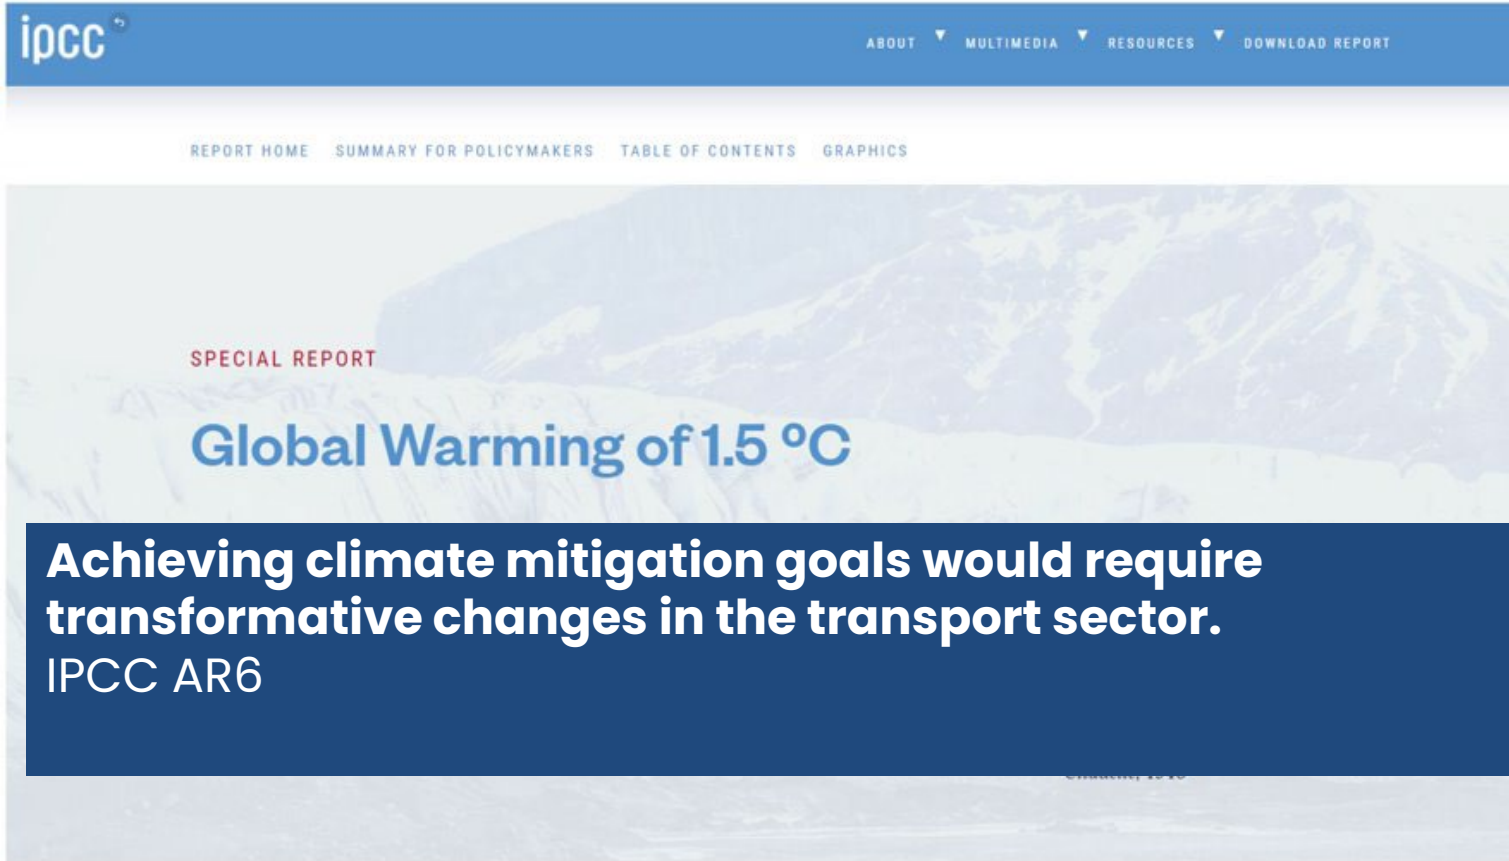 ipcc
ABOUT MULTIMEDIA RESOURCES DOWNLOAD REPORT
REPORT HOME SUMMARY FOR POLICYMAKERS TABLE OF CONTENTS GRAPHICS
SPECIAL REPORT
Global Warming of 1.5 ºC
Achieving climate mitigation goals would require
transformative changes in the transport sector.
IPCC AR6